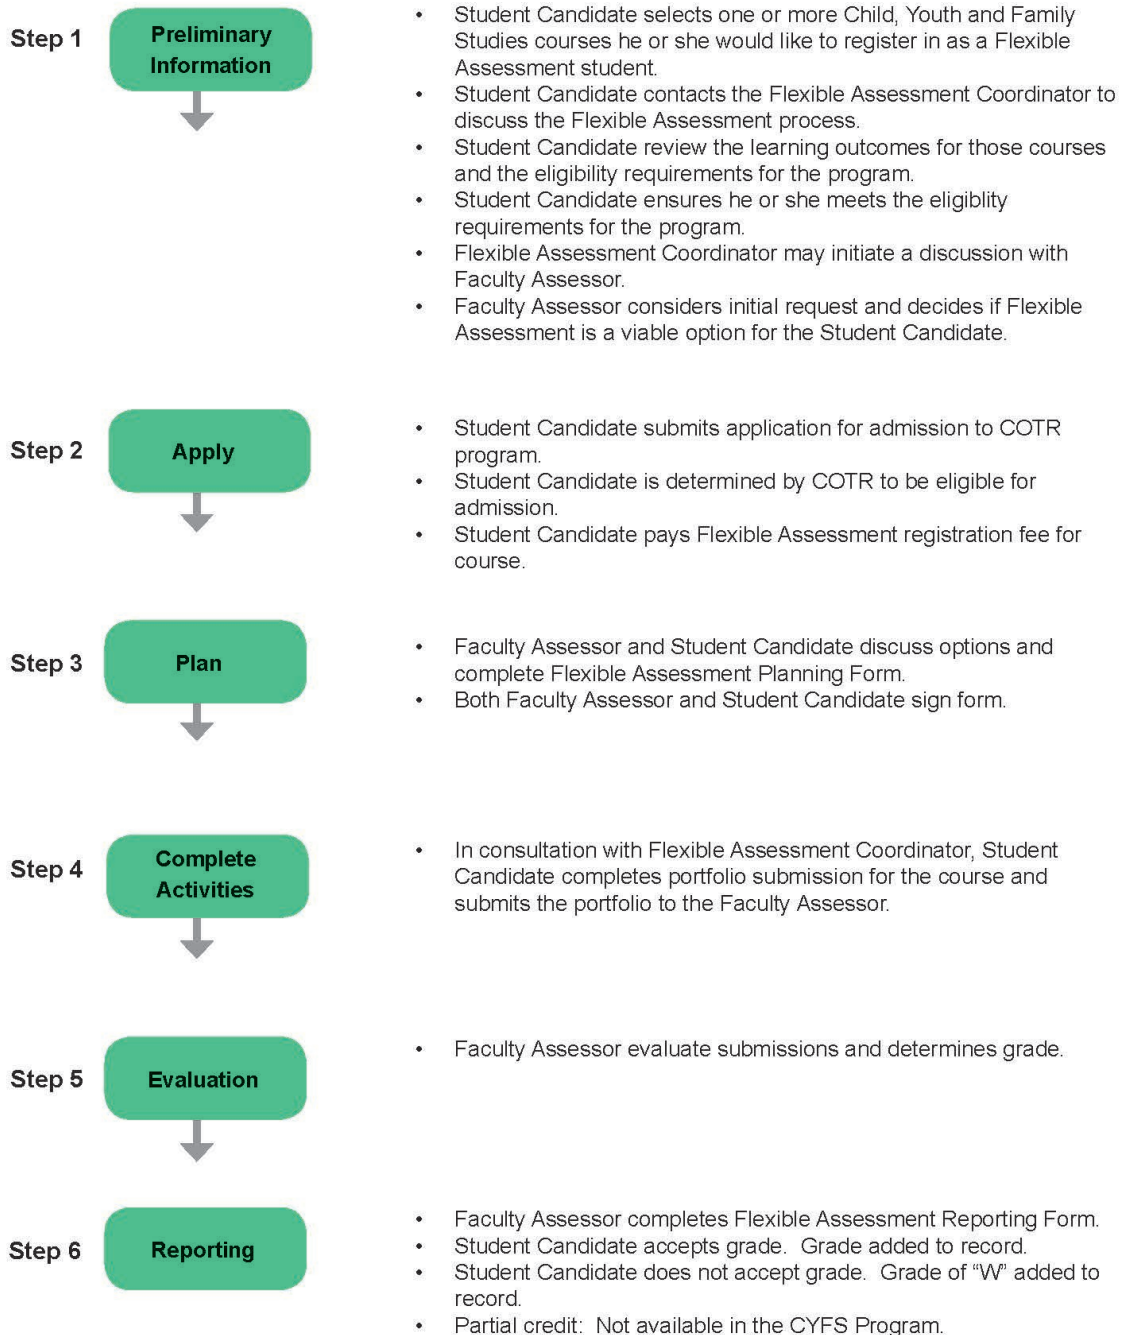 Step 1
Preliminary
Information
• Student Candidate selects one or more Child, Youth and Family
Studies courses he or she would like to register in as a Flexible
Assessment student.
• Student Candidate contacts the Flexible Assessment Coordinator to
discuss the Flexible Assessment process.
• Student Candidate review the learning outcomes for those courses
and the eligibility requirements for the program.
• Student Candidate ensures he or she meets the eligiblity
requirements for the program.
• Flexible Assessment Coordinator may initiate a discussion with
Faculty Assessor.
• Faculty Assessor considers initial request and decides if Flexible
Assessment is a viable option for the Student Candidate.
Step 2
Apply
• Student Candidate submits application for admission to COTR
program.
• Student Candidate is determined by COTR to be eligible for
admission.
• Student Candidate pays Flexible Assessment registration fee for
course.
Step 3
Plan
• Faculty Assessor and Student Candidate discuss options and
complete Flexible Assessment Planning Form.
• Both Faculty Assessor and Student Candidate sign form.
Step 4
Complete
Activities
• In consultation with Flexible Assessment Coordinator, Student
Candidate completes portfolio submission for the course and
submits the portfolio to the Faculty Assessor.
Step 5
Evaluation
• Faculty Assessor evaluate submissions and determines grade.
Step 6
Reporting
• Faculty Assessor completes Flexible Assessment Reporting Form.
• Student Candidate accepts grade.  Grade added to record.
• Student Candidate does not accept grade.  Grade of “W” added to
record.
• Partial credit:  Not available in the CYFS Program.